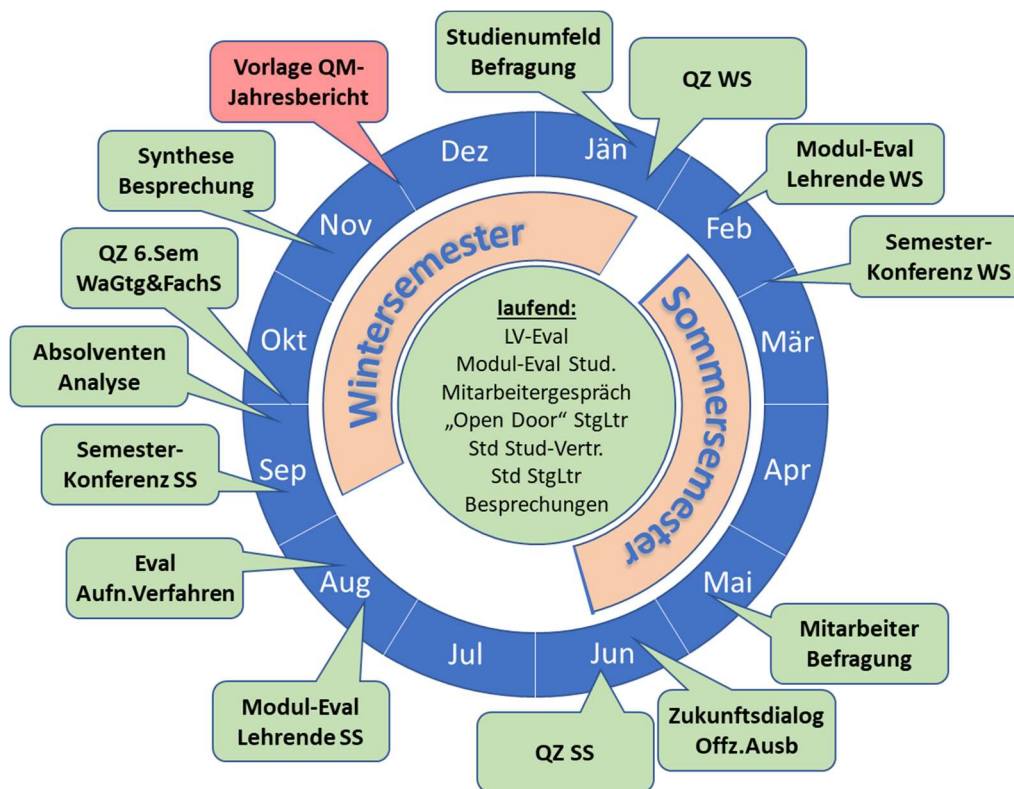 Studienumfeld
Befragung
QZ WS
Vorlage QM-
Jahresbericht
Modul-Eval
Lehrende WS
Synthese
Besprechung
Semester-
Konferenz WS
QZ 6.Sem
WaGtg&FachS
Absolventen
Analyse
Semester-
Konferenz SS
Eval
Aufn.Verfahren
Modul-Eval
Lehrende SS
QZ SS
Zukunftsdialog
Offz.Ausb
Mitarbeiter
Befragung
Jän
Feb
Mär
Apr
Mai
Jun
Jul
Aug
Sep
Okt
Nov
Dez
Wintersemester
Sommersemester
laufend:
LV-Eval
Modul-Eval Stud.
Mitarbeitergespräch
„Open Door“ StgLtr
Std Stud-Vertr.
Std StgLtr
Besprechungen